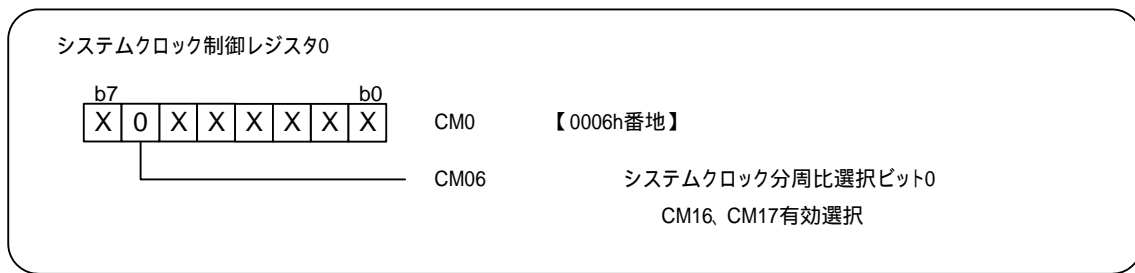 システムクロック制御レジスタ0
b7 b0
X 0 X X X X X X CM0 【0006h番地】
CM06 システムクロック分周比選択ビット0
CM16、CM17有効選択